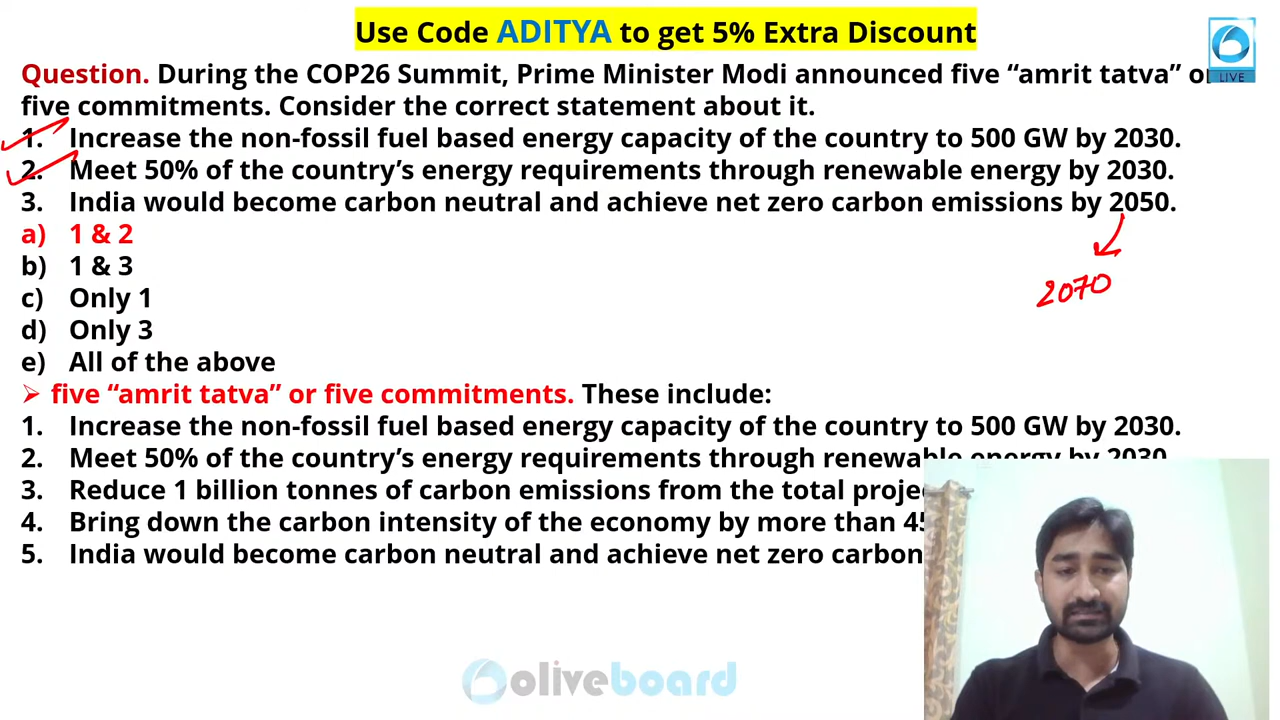 Use Code ADITYA to get 5% Extra Discount
LIVE
Question. During the COP26 Summit, Prime Minister Modi announced five “amrit tatva” or
five commitments. Consider the correct statement about it.
1. Increase the non-fossil fuel based energy capacity of the country to 500 GW by 2030.
2. Meet 50% of the country’s energy requirements through renewable energy by 2030.
3. India would become carbon neutral and achieve net zero carbon emissions by 2050.
2070
a) 1 & 2
b) 1 & 3
c) Only 1
d) Only 3
e) All of the above
➢ five “amrit tatva” or five commitments. These include:
1. Increase the non-fossil fuel based energy capacity of the country to 500 GW by 2030.
2. Meet 50% of the country’s energy requirements through renewable energy by 2030.
3. Reduce 1 billion tonnes of carbon emissions from the total
4. Bring down the carbon intensity of the economy by more than
5. India would become carbon neutral and achieve net zero carbon
oliveboard